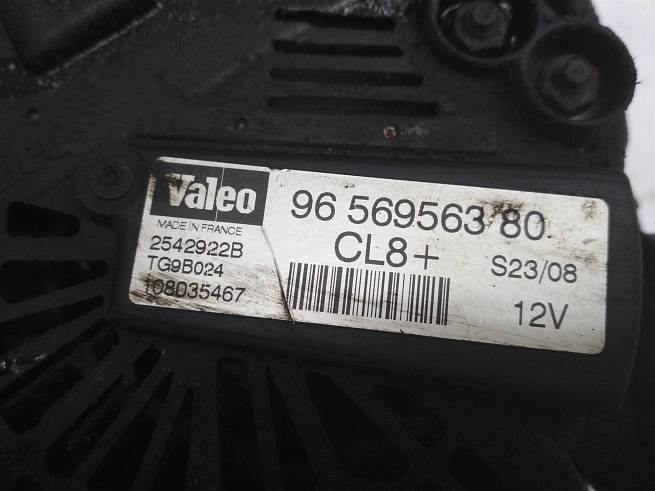 Valeo
MADE IN FRANCE
2542922B
TG9B024
108035467
96 569563 80
CL8+
S23/08
12V